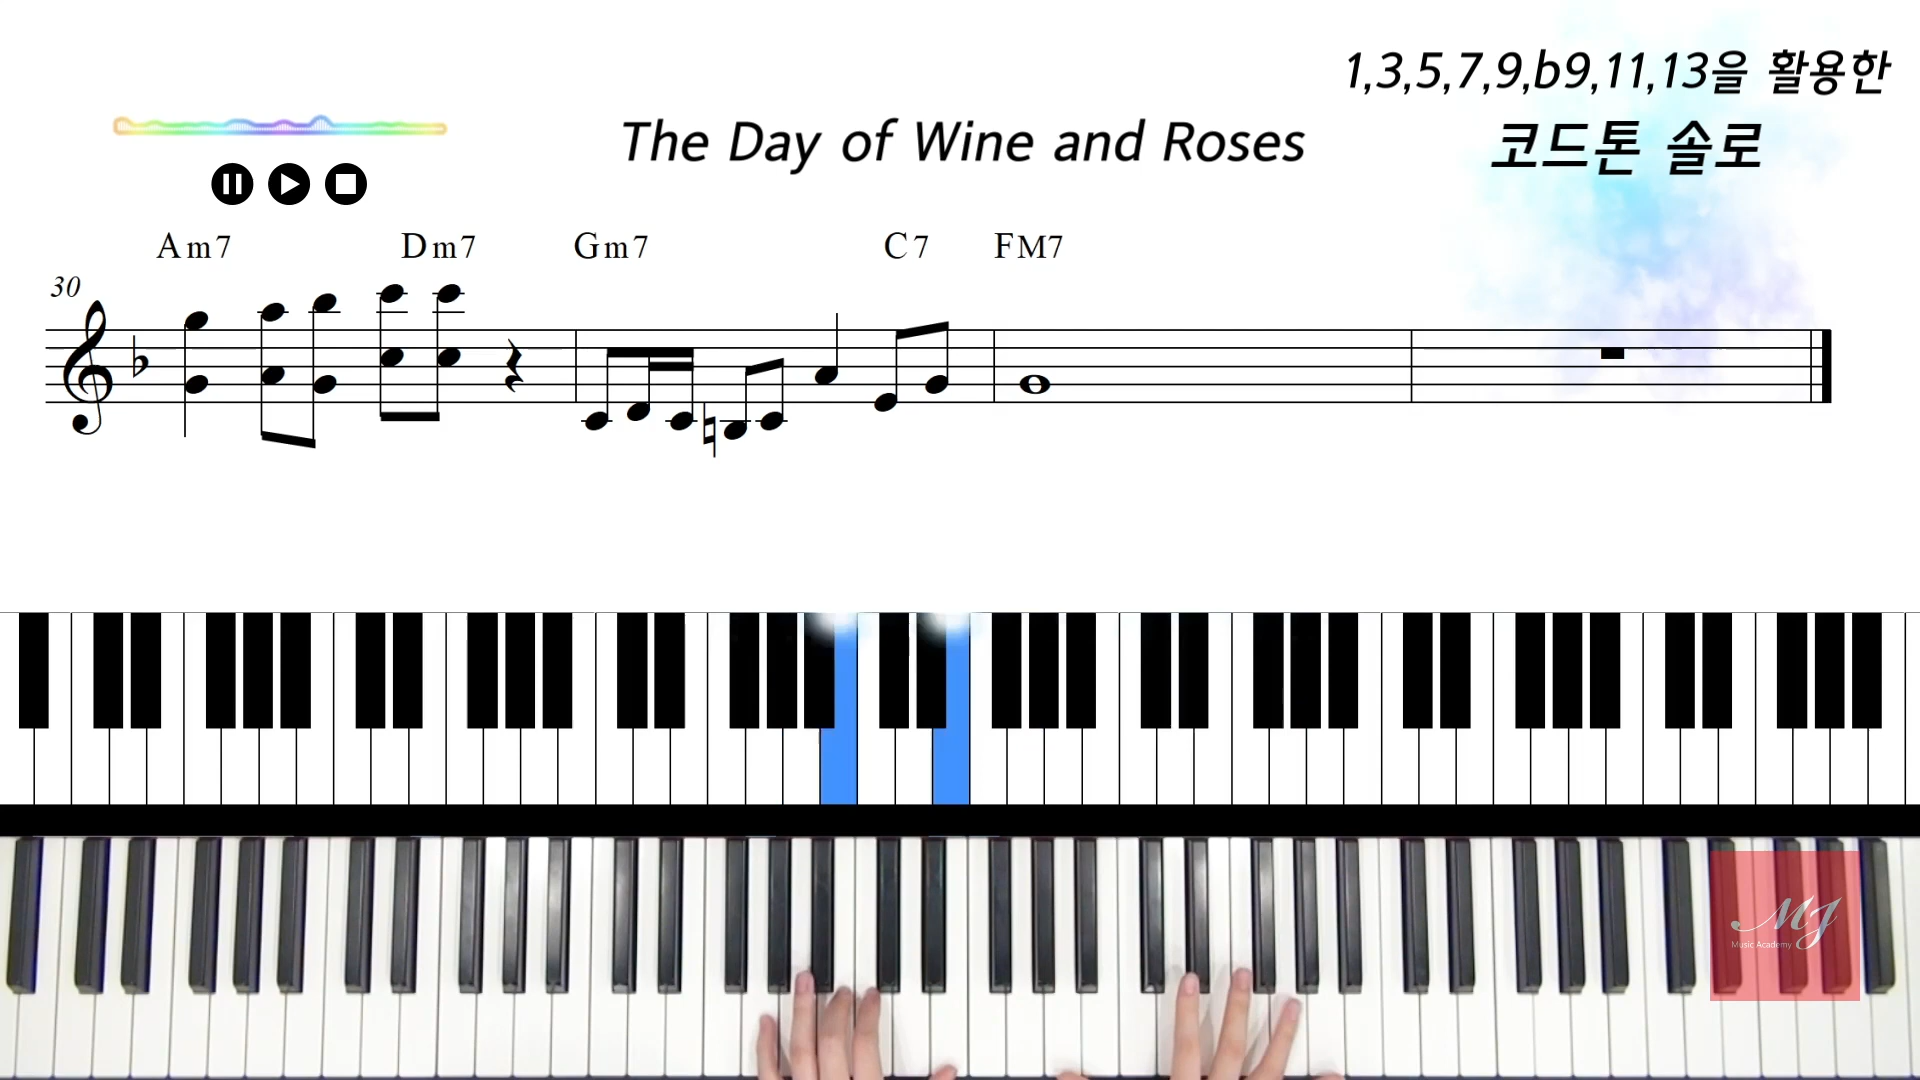 1,3,5,7,9,b9,11,13을 활용한
The Day of Wine and Roses
코드톤 솔로
Am7 Dm7 Gm7 C7 FM7
30
MJ
Music Academy